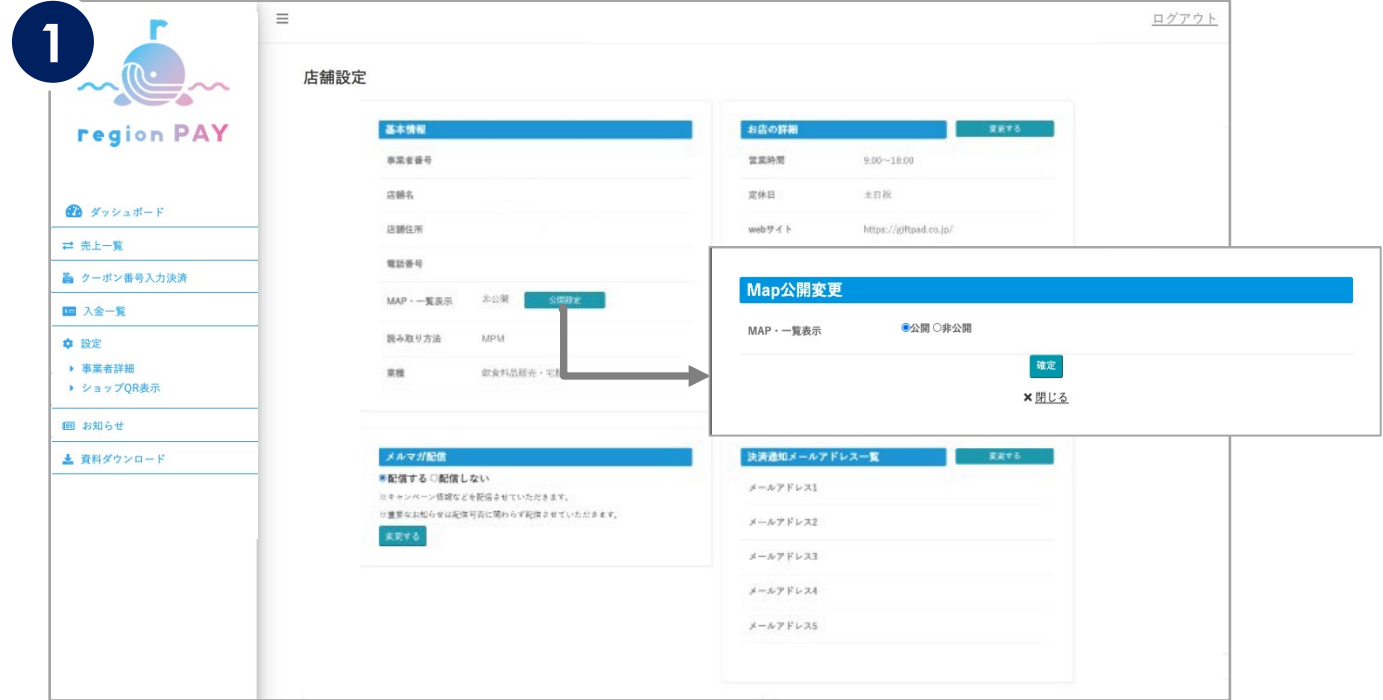 1
region PAY
ダッシュボード
売上一覧
クーポン番号入力決済
入金一覧
設定
事業者詳細
ショップQR表示
お知らせ
資料ダウンロード
ログアウト
店舗設定
基本情報
事業者番号
店舗名
店舗住所
電話番号
MAP・一覧表示 非公開 公開設定
読み取り方法 MPM
業種 飲食料品販売・宅
お店の詳細 変更する
営業時間 9:00〜18:00
定休日 土日祝
webサイト https://giftpad.co.jp/
Map公開変更
MAP・一覧表示 公開 非公開
確定
× 閉じる
メルマガ配信
配信する 配信しない
※キャンペーン情報などを配信させていただきます。
※重要なお知らせは配信可否に関わらず配信させていただきます。
変更する
決済通知メールアドレス一覧 変更する
メールアドレス1
メールアドレス2
メールアドレス3
メールアドレス4
メールアドレス5